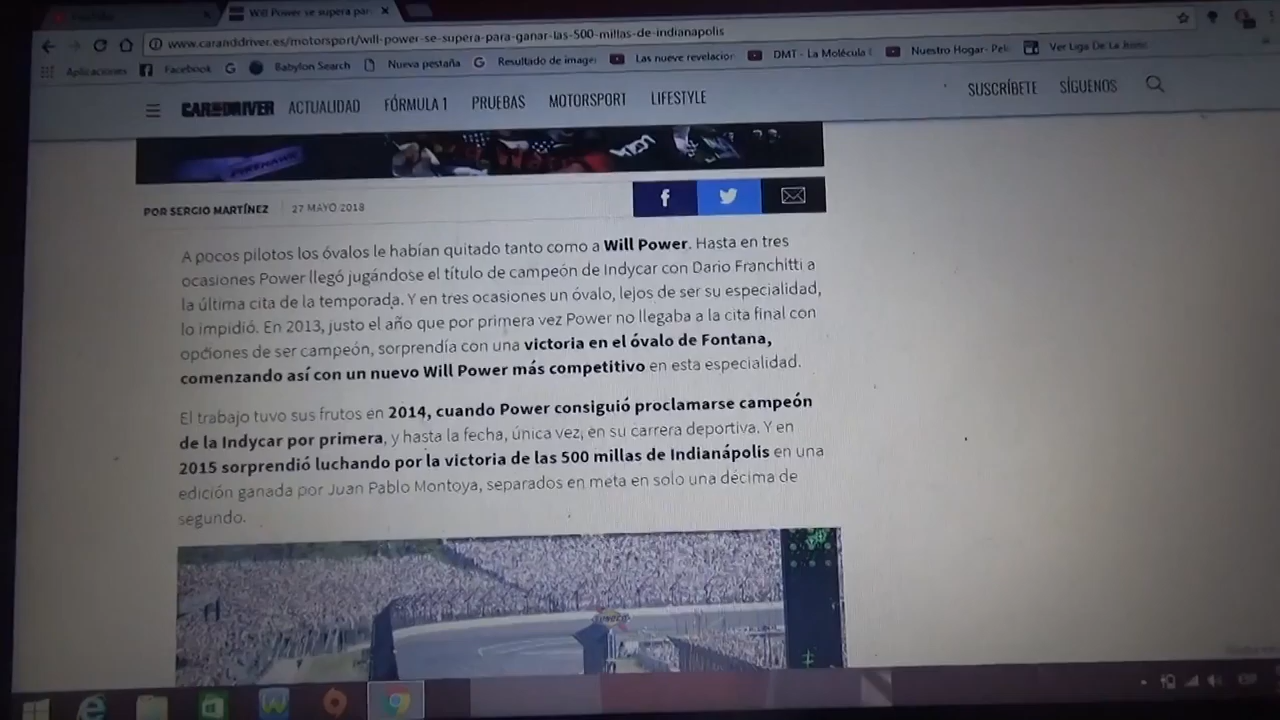 YouTube
Will Power se supera par
www.caranddriver.es/motorsport/will-power-se-supera-para-ganar-las-500-millas-de-indianapolis
Aplicaciones Facebook Babylon Search Nueva pestaña Resultado de image Las nueve revelacion DMT - La Molécula Nuestro Hogar- Peli Ver Liga De La
CAR AND DRIVER ACTUALIDAD FÓRMULA 1 PRUEBAS MOTORSPORT LIFESTYLE SUSCRÍBETE SÍGUENOS
FIREHAWK
POR SERGIO MARTÍNEZ 27 MAYO 2018
A pocos pilotos los óvalos le habían quitado tanto como a Will Power. Hasta en tres
ocasiones Power llegó jugándose el título de campeón de Indycar con Dario Franchitti a
la última cita de la temporada. Y en tres ocasiones un óvalo, lejos de ser su especialidad,
lo impidió. En 2013, justo el año que por primera vez Power no llegaba a la cita final con
opciones de ser campeón, sorprendía con una victoria en el óvalo de Fontana,
comenzando así con un nuevo Will Power más competitivo en esta especialidad.
El trabajo tuvo sus frutos en 2014, cuando Power consiguió proclamarse campeón
de la Indycar por primera, y hasta la fecha, única vez, en su carrera deportiva. Y en
2015 sorprendió luchando por la victoria de las 500 millas de Indianápolis en una
edición ganada por Juan Pablo Montoya, separados en meta en solo una décima de
segundo.
Sunoco